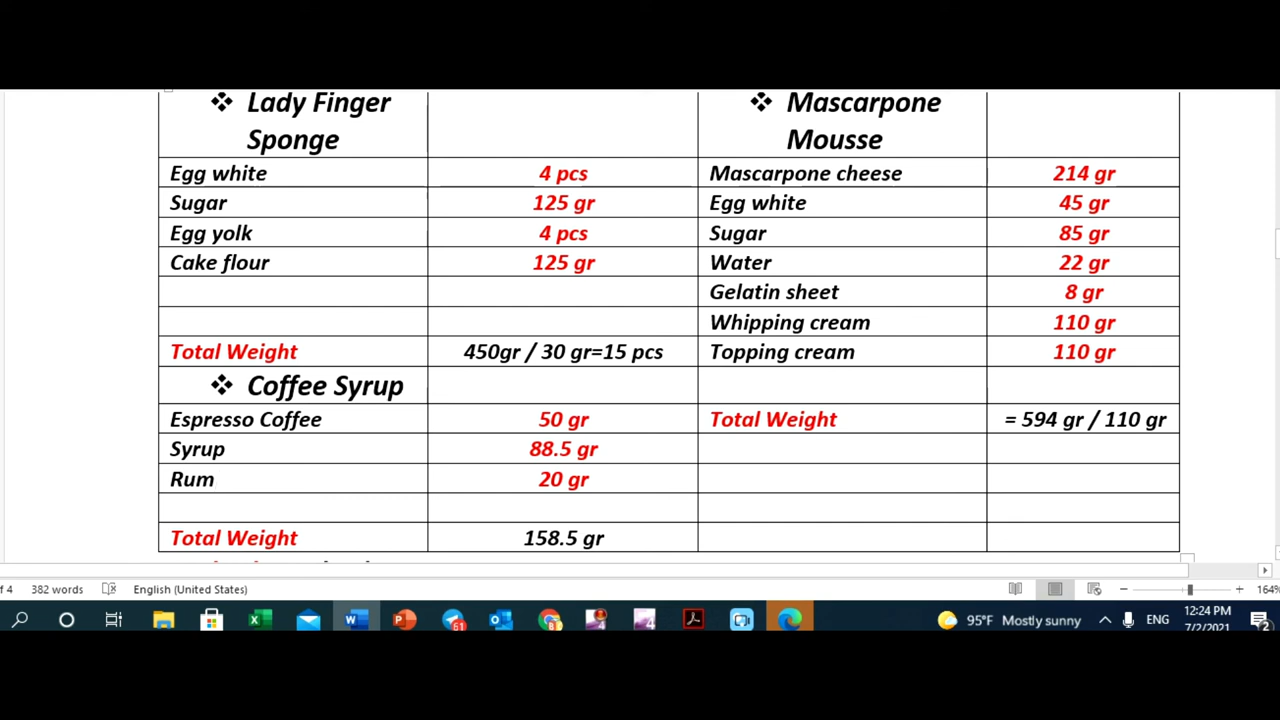 ❖ Lady Finger Sponge
❖ Mascarpone Mousse
Egg white 4 pcs Mascarpone cheese 214 gr
Sugar 125 gr Egg white 45 gr
Egg yolk 4 pcs Sugar 85 gr
Cake flour 125 gr Water 22 gr
Gelatin sheet 8 gr
Whipping cream 110 gr
Total Weight 450gr / 30 gr=15 pcs Topping cream 110 gr
❖ Coffee Syrup
Espresso Coffee 50 gr Total Weight = 594 gr / 110 gr
Syrup 88.5 gr
Rum 20 gr
Total Weight 158.5 gr
of 4 382 words English (United States) 164%
61 95°F Mostly sunny ENG 12:24 PM
7/2/2021 2